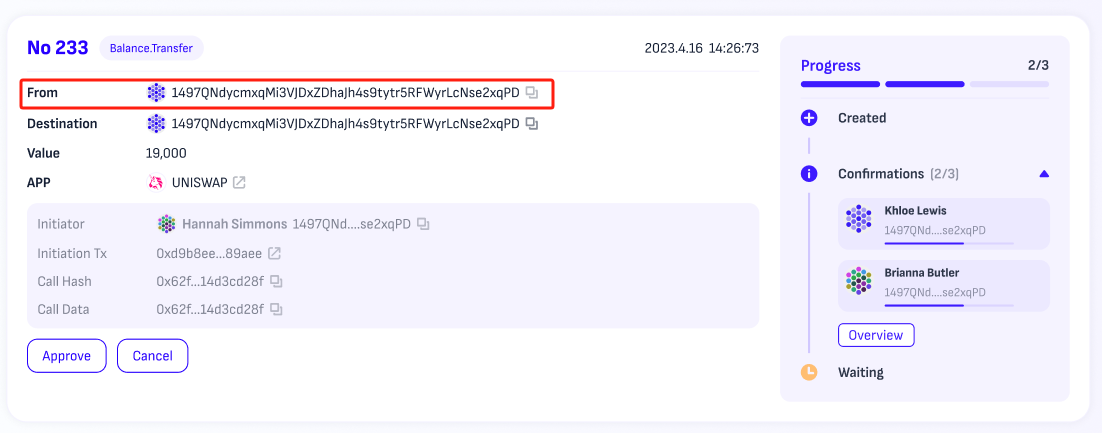 No 233 Balance.Transfer 2023.4.16 14:26:73
From 1497QNdycmxqMi3VJDxZDhaJh4s9tytr5RFWyrLcNse2xqPD
Destination 1497QNdycmxqMi3VJDxZDhaJh4s9tytr5RFWyrLcNse2xqPD
Value 19,000
APP UNISWAP
Initiator Hannah Simmons 1497QNd....se2xqPD
Initiation Tx 0xd9b8ee...89aee
Call Hash 0x62f...14d3cd28f
Call Data 0x62f...14d3cd28f
Approve Cancel
Progress 2/3
Created
Confirmations (2/3)
Khloe Lewis
1497QNd....se2xqPD
Brianna Butler
1497QNd....se2xqPD
Overview
Waiting